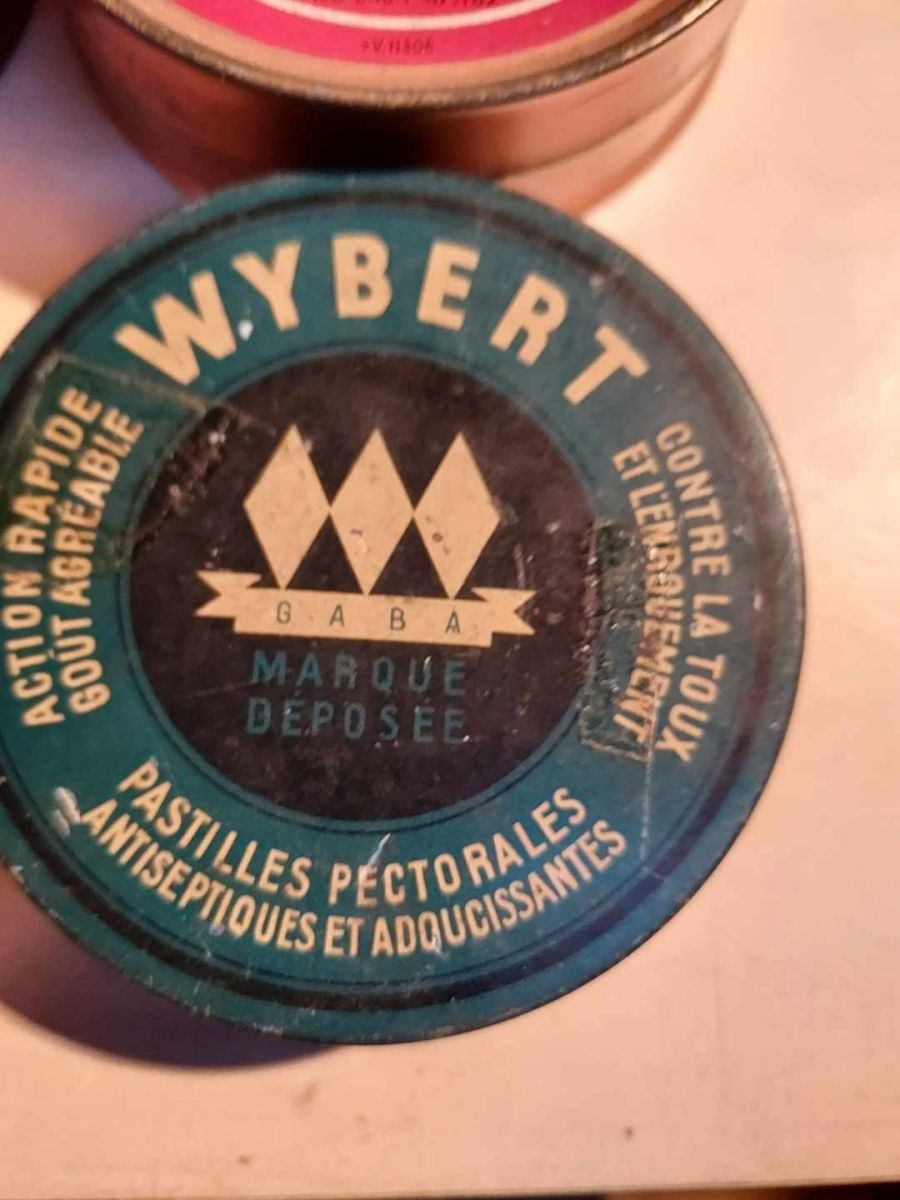 WYBERT
ACTION RAPIDE
GOÛT AGRÉABLE
CONTRE LA TOUX
ET L'ENROUEMENT
GABA
MARQUE
DÉPOSÉE
PASTILLES PECTORALES
ANTISEPTIQUES ET ADOUCISSANTES